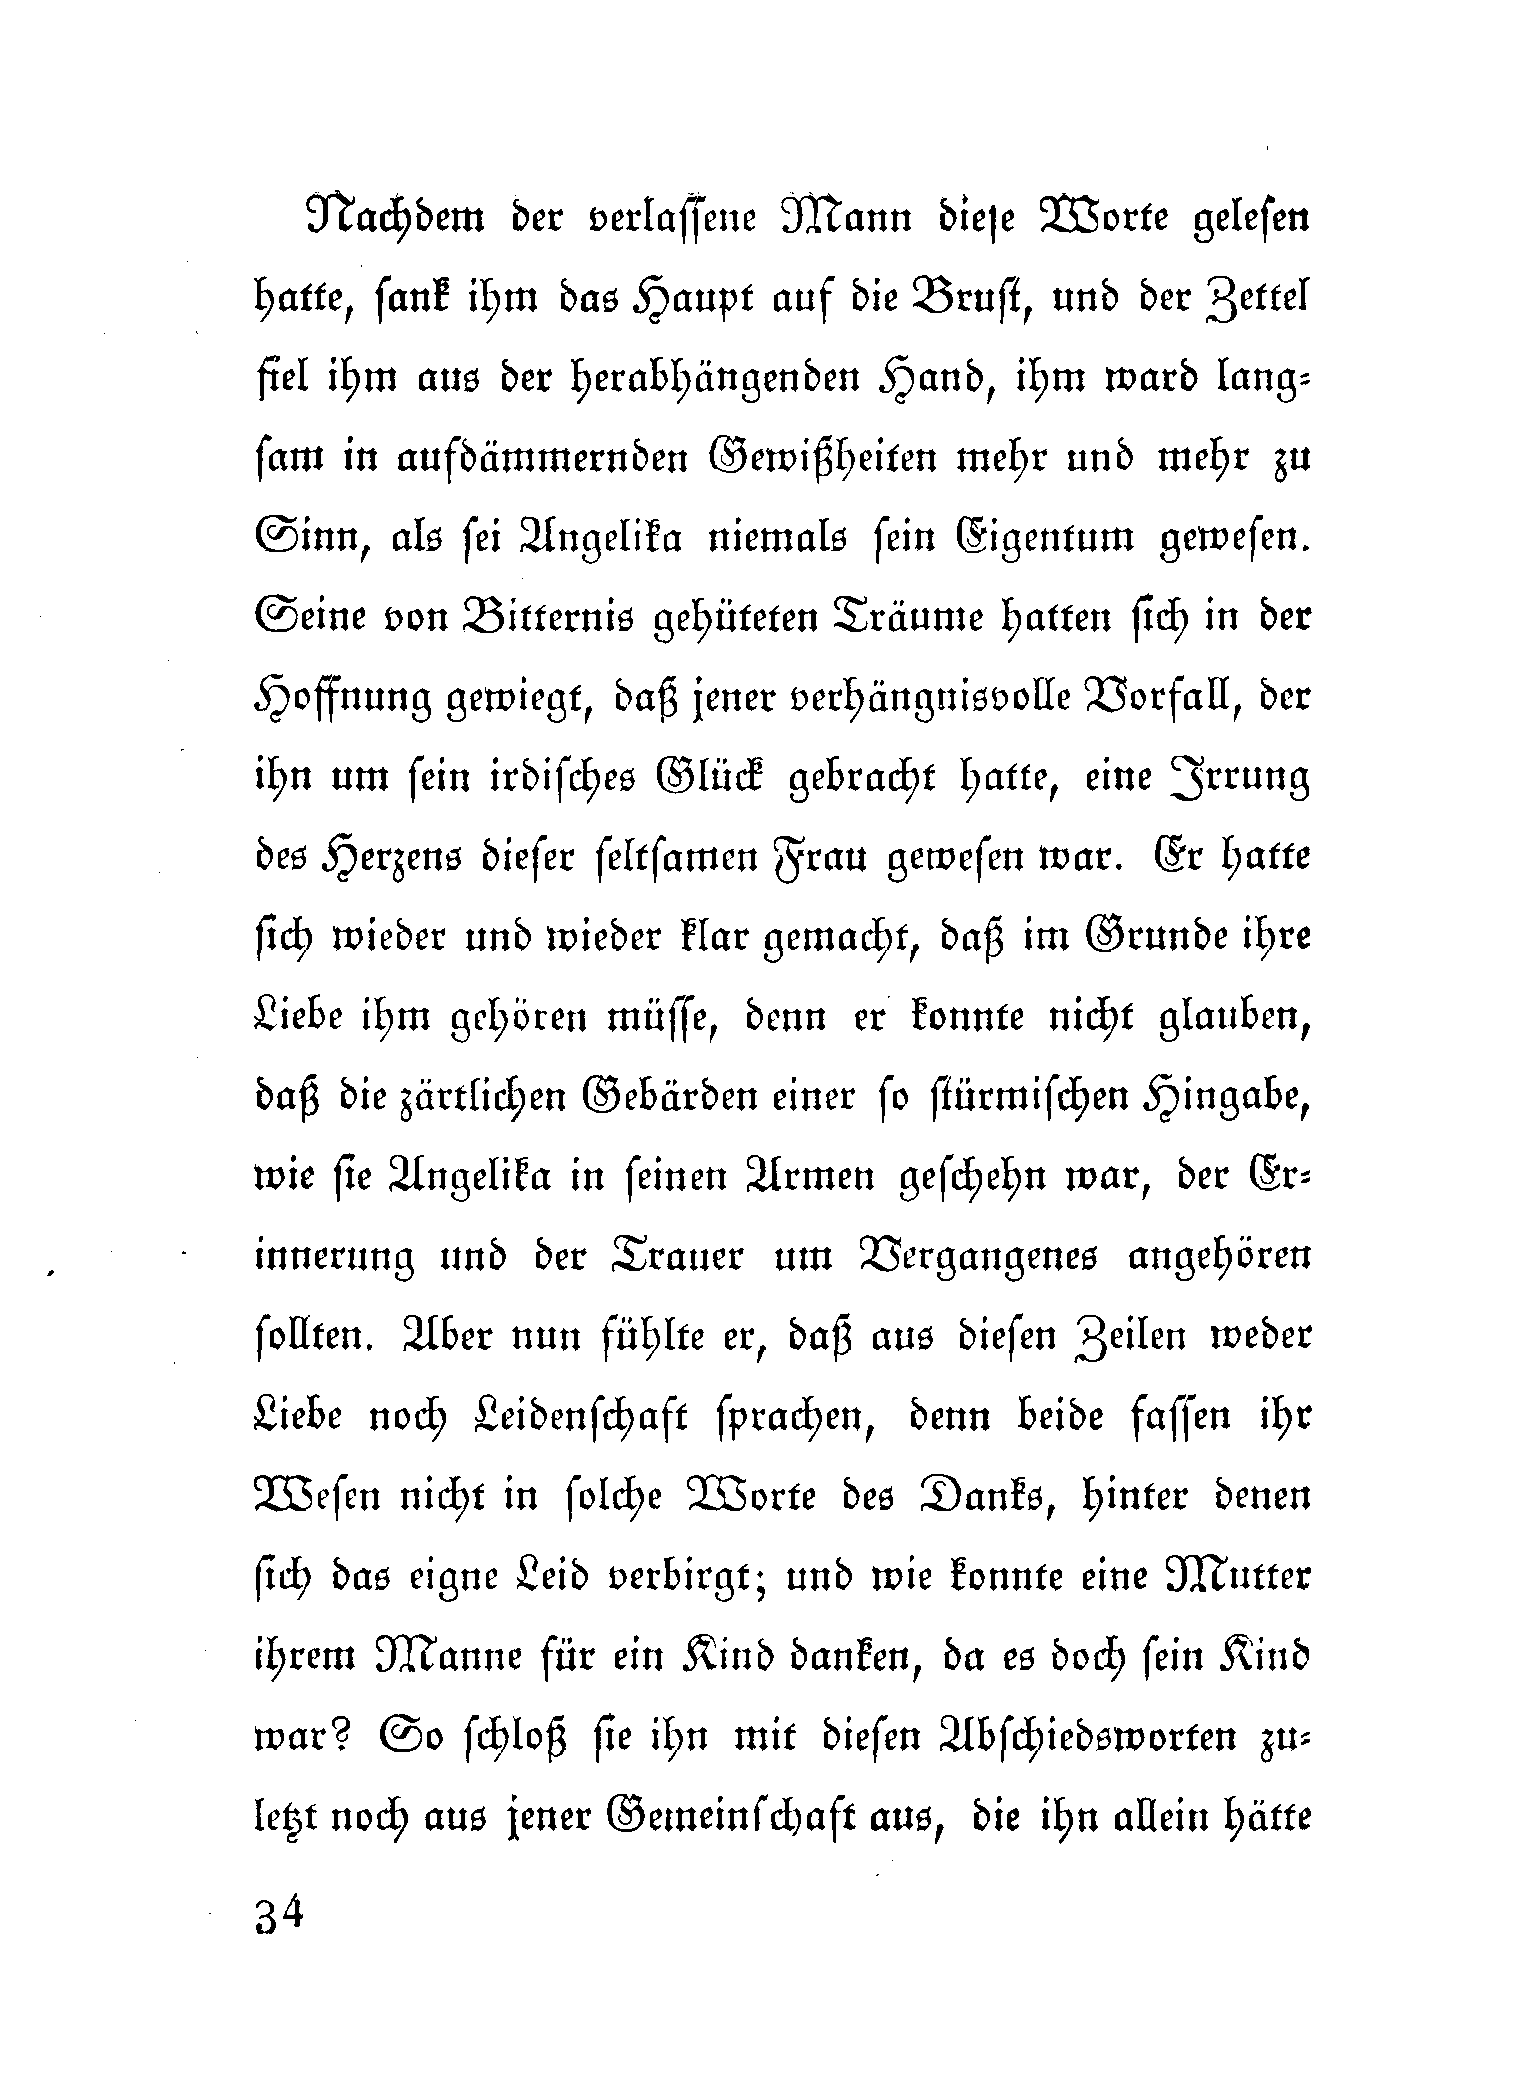 Nachdem der verlassene Mann diese Worte gelesen
hatte, sank ihm das Haupt auf die Brust, und der Zettel
fiel ihm aus der herabhängenden Hand, ihm ward lang-
sam in aufdämmernden Gewißheiten mehr und mehr zu
Sinn, als sei Angelika niemals sein Eigentum gewesen.
Seine von Bitternis gehüteten Träume hatten sich in der
Hoffnung gewiegt, daß jener verhängnisvolle Vorfall, der
ihn um sein irdisches Glück gebracht hatte, eine Irrung
des Herzens dieser seltsamen Frau gewesen war. Er hatte
sich wieder und wieder klar gemacht, daß im Grunde ihre
Liebe ihm gehören müsse, denn er konnte nicht glauben,
daß die zärtlichen Gebärden einer so stürmischen Hingabe,
wie sie Angelika in seinen Armen geschehn war, der Er-
innerung und der Trauer um Vergangenes angehören
sollten. Aber nun fühlte er, daß aus diesen Zeilen weder
Liebe noch Leidenschaft sprachen, denn beide fassen ihr
Wesen nicht in solche Worte des Danks, hinter denen
sich das eigne Leid verbirgt; und wie konnte eine Mutter
ihrem Manne für ein Kind danken, da es doch sein Kind
war? So schloß sie ihn mit diesen Abschiedsworten zu-
letzt noch aus jener Gemeinschaft aus, die ihn allein hätte
34